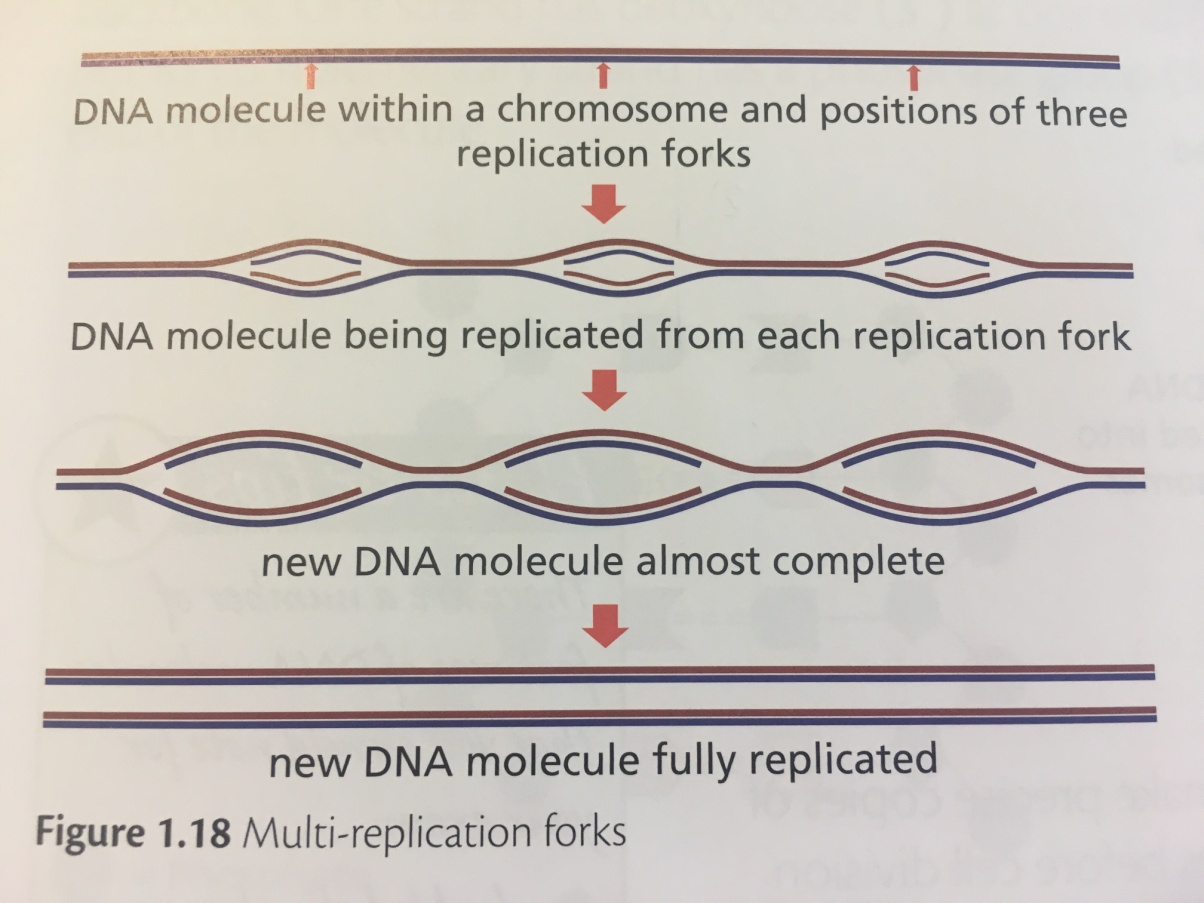 DNA molecule within a chromosome and positions of three
replication forks
DNA molecule being replicated from each replication fork
new DNA molecule almost complete
new DNA molecule fully replicated
Figure 1.18 Multi-replication forks